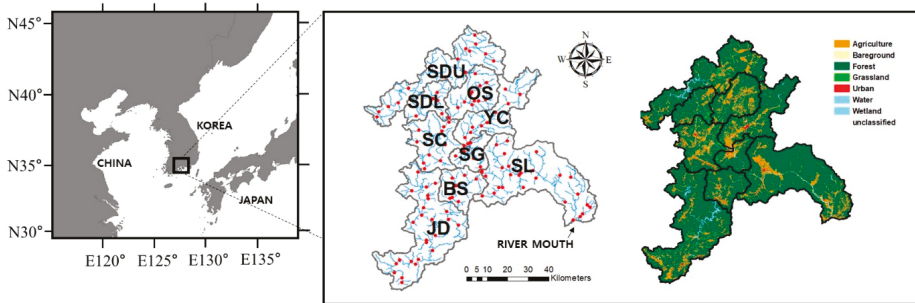 N45°
N40°
N35°
N30°
E120°
E125°
E130°
E135°
CHINA
KOREA
JAPAN
SDU
OS
SDL
YC
SC
SG
SL
BS
JD
RIVER MOUTH
N
W
E
S
0 5 10 20 30 40
Kilometers
Agriculture
Bareground
Forest
Grassland
Urban
Water
Wetland
unclassified